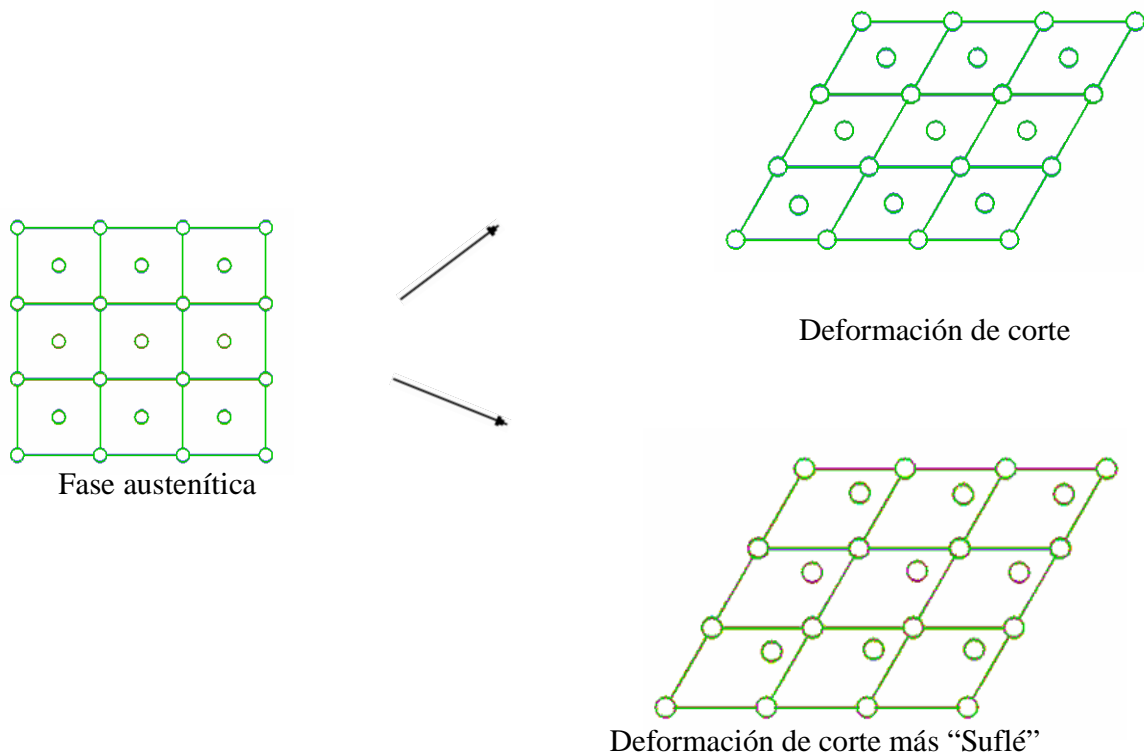 Deformación de corte
Fase austenítica
Deformación de corte más “Suflé”